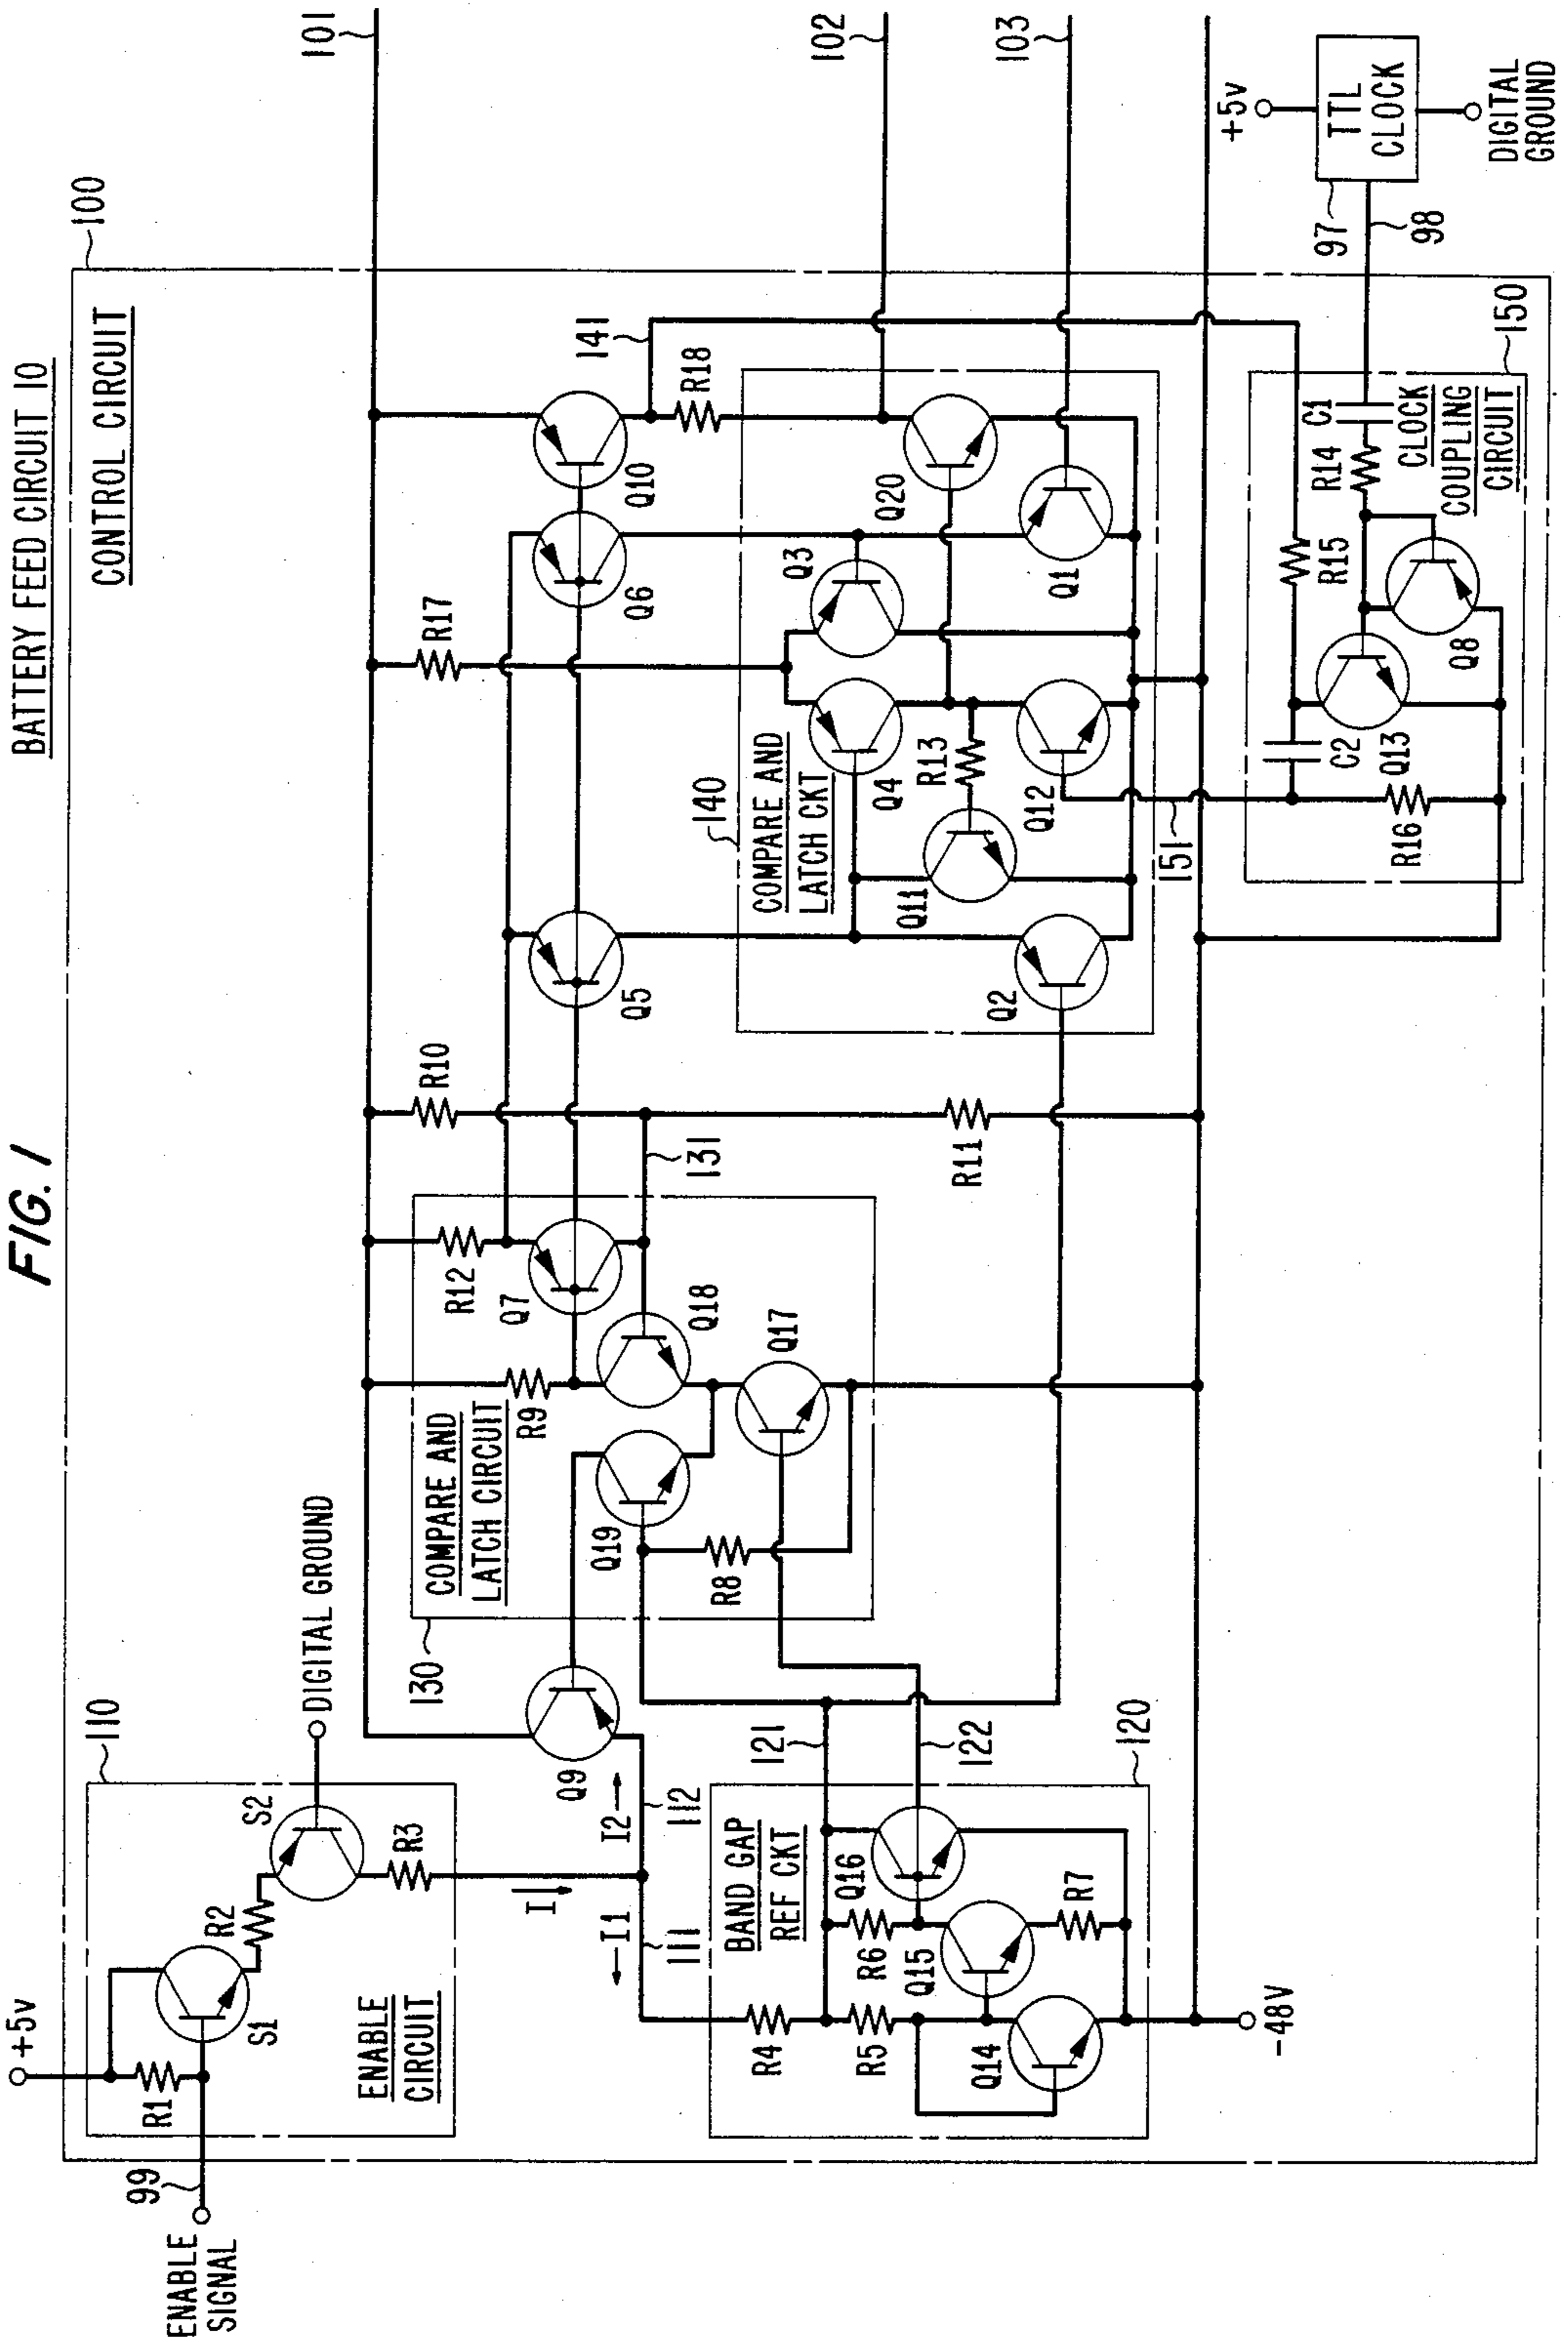 FIG. 1
BATTERY FEED CIRCUIT 10
CONTROL CIRCUIT
100
+5v
99
ENABLE
SIGNAL
R1
S1
R2
S2
R3
110
ENABLE
CIRCUIT
DIGITAL GROUND
I
I1
I2
111
112
Q9
R4
R5
R6
R7
Q14
Q15
Q16
BAND GAP
REF CKT
120
121
122
-48V
130
COMPARE AND
LATCH CIRCUIT
R8
R9
R12
Q7
Q17
Q18
Q19
131
R10
R11
Q5
Q6
Q10
R17
R18
101
102
103
140
COMPARE AND
LATCH CKT
141
Q1
Q2
Q3
Q4
Q11
Q12
Q20
R13
151
150
CLOCK
COUPLING
CIRCUIT
C1
C2
R14
R15
R16
Q8
Q13
97
98
+5v
TTL
CLOCK
DIGITAL
GROUND